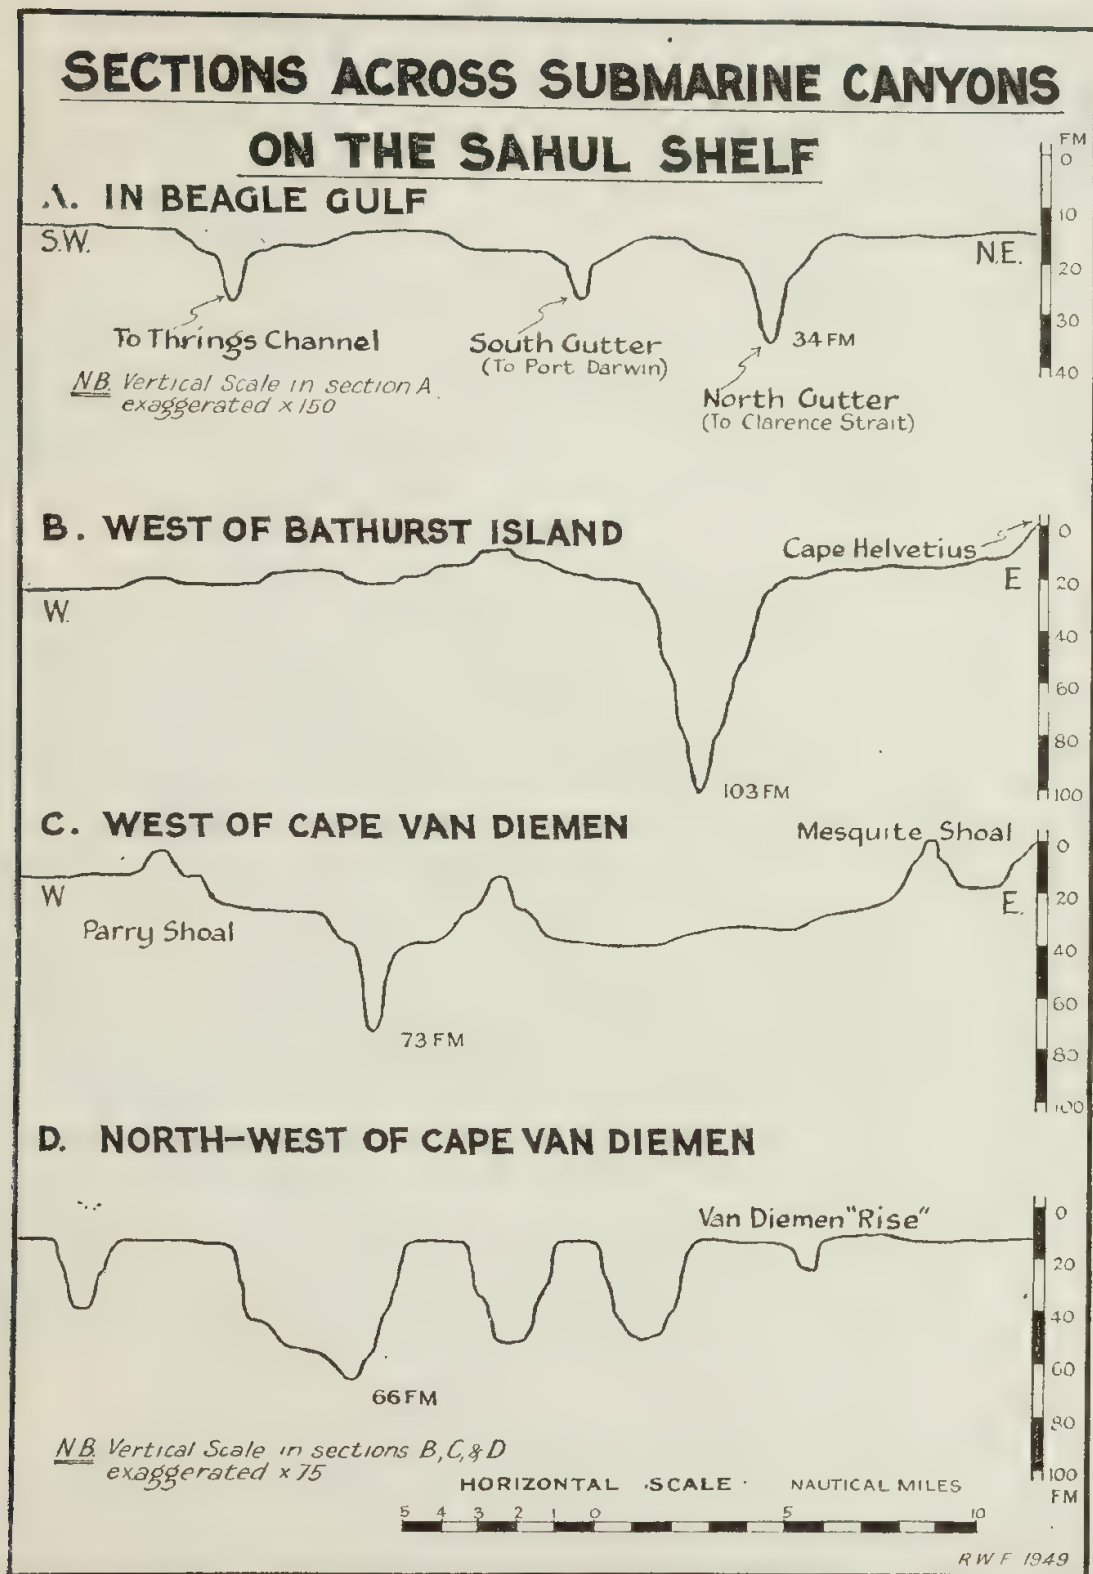 SECTIONS ACROSS SUBMARINE CANYONS
ON THE SAHUL SHELF
FM
0
10
20
30
40
A. IN BEAGLE GULF
S.W.
N.E.
To Thrings Channel
South Gutter
(To Port Darwin)
34 FM
North Gutter
(To Clarence Strait)
NB. Vertical Scale in section A.
exaggerated x 150
B. WEST OF BATHURST ISLAND
Cape Helvetius
W.
E
0
20
40
60
80
100
103 FM
C. WEST OF CAPE VAN DIEMEN
Mesquite Shoal
W
E.
Parry Shoal
73 FM
0
20
40
60
80
100
D. NORTH-WEST OF CAPE VAN DIEMEN
Van Diemen "Rise"
66 FM
0
20
40
60
80
100
FM
NB. Vertical Scale in sections B, C, & D
exaggerated x 75
HORIZONTAL SCALE · NAUTICAL MILES
5 4 3 2 1 0 5 10
RWF 1949